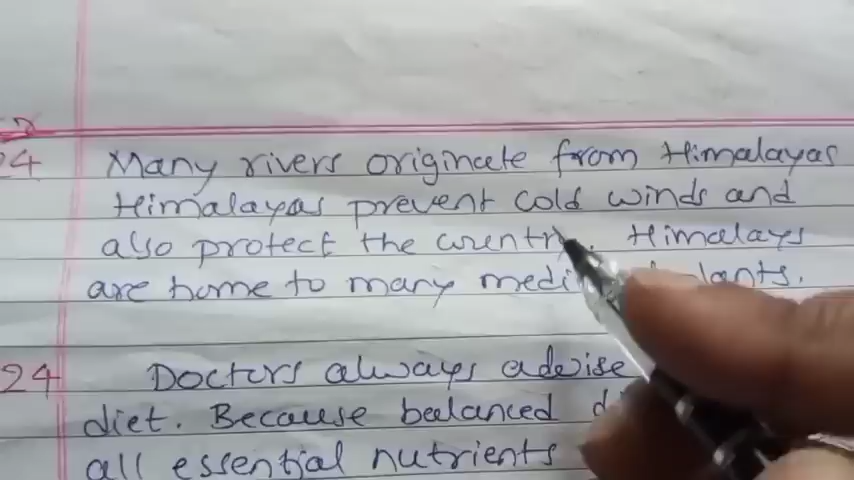 24 Many rivers originate from Himalayas
Himalayas prevent cold winds and
also protect the country. Himalays
are home to many plants.
24 Doctors always advise
diet. Because balanced
all essential nutrients